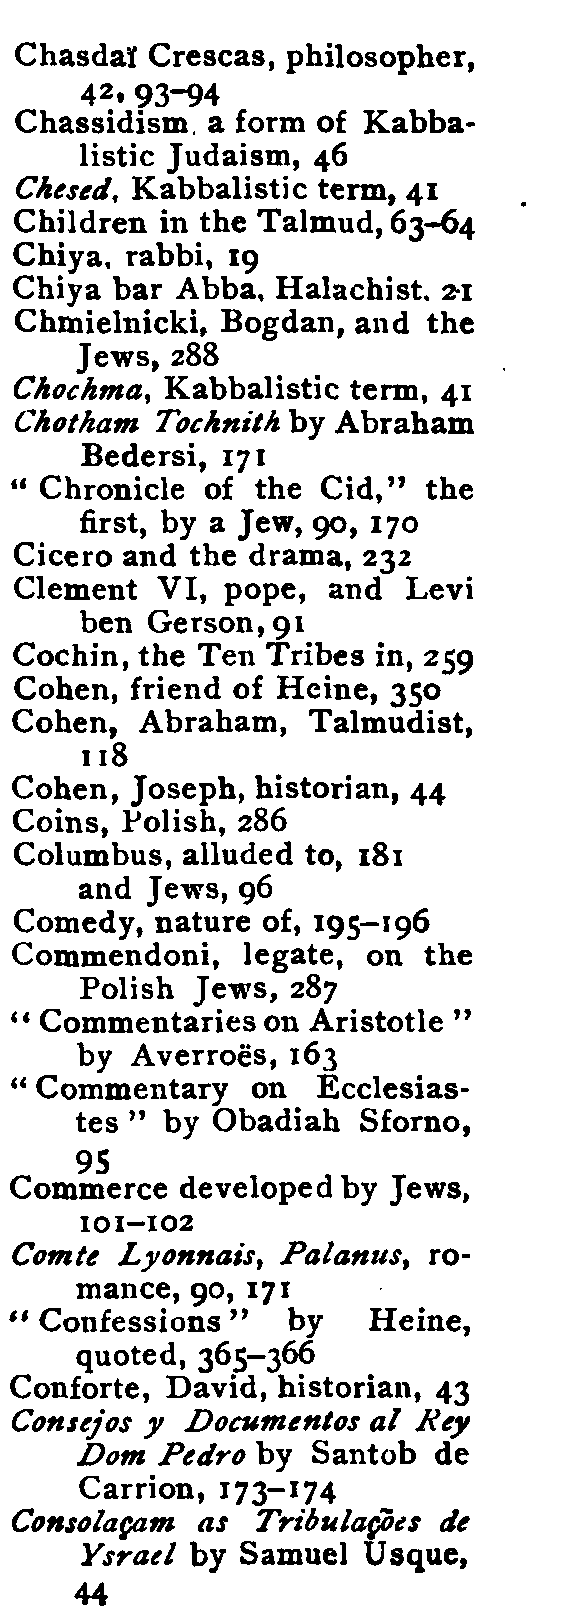 Chasdaï Crescas, philosopher,
42, 93–94
Chassidism, a form of Kabba-
listic Judaism, 46
Chesed, Kabbalistic term, 41
Children in the Talmud, 63–64
Chiya, rabbi, 19
Chiya bar Abba, Halachist, 21
Chmielnicki, Bogdan, and the
Jews, 288
Chochma, Kabbalistic term, 41
Chotham Tochnith by Abraham
Bedersi, 171
“ Chronicle of the Cid,” the
first, by a Jew, 90, 170
Cicero and the drama, 232
Clement VI, pope, and Levi
ben Gerson, 91
Cochin, the Ten Tribes in, 259
Cohen, friend of Heine, 350
Cohen, Abraham, Talmudist,
118
Cohen, Joseph, historian, 44
Coins, Polish, 286
Columbus, alluded to, 181
and Jews, 96
Comedy, nature of, 195–196
Commendoni, legate, on the
Polish Jews, 287
“ Commentaries on Aristotle ”
by Averroës, 163
“ Commentary on Ecclesias-
tes ” by Obadiah Sforno,
95
Commerce developed by Jews,
101–102
Comte Lyonnais, Palanus, ro-
mance, 90, 171
“ Confessions ” by Heine,
quoted, 365–366
Conforte, David, historian, 43
Consejos y Documentos al Rey
Dom Pedro by Santob de
Carrion, 173–174
Consolaçam as Tribulações de
Ysrael by Samuel Usque,
44